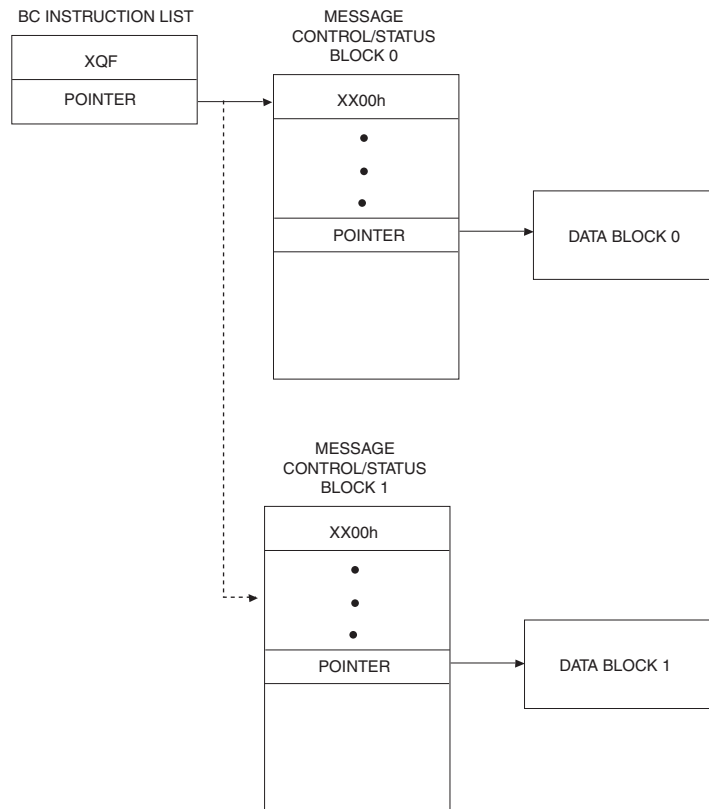 BC INSTRUCTION LIST
XQF
POINTER
MESSAGE
CONTROL/STATUS
BLOCK 0
XX00h
POINTER
DATA BLOCK 0
MESSAGE
CONTROL/STATUS
BLOCK 1
XX00h
POINTER
DATA BLOCK 1